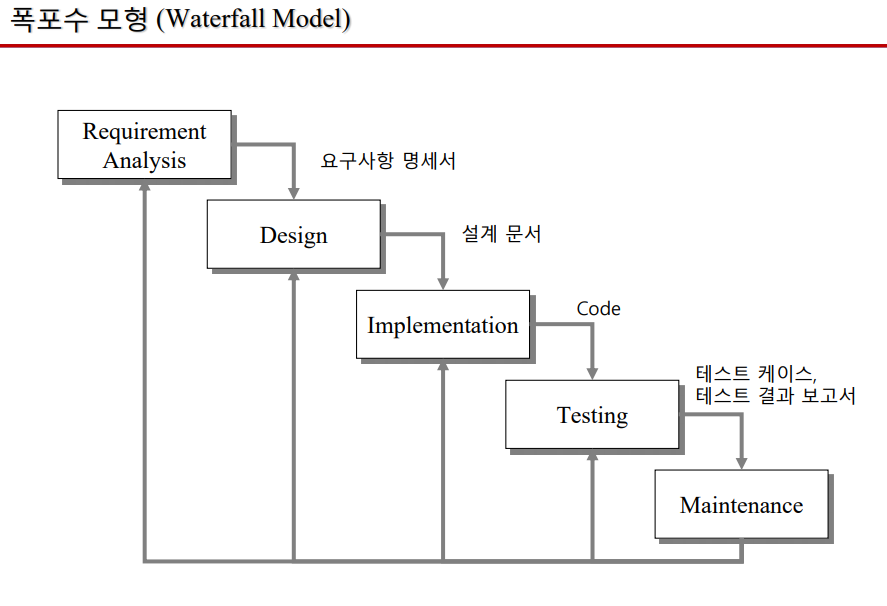 폭포수 모형 (Waterfall Model)
Requirement
Analysis
요구사항 명세서
Design
설계 문서
Implementation
Code
Testing
테스트 케이스,
테스트 결과 보고서
Maintenance